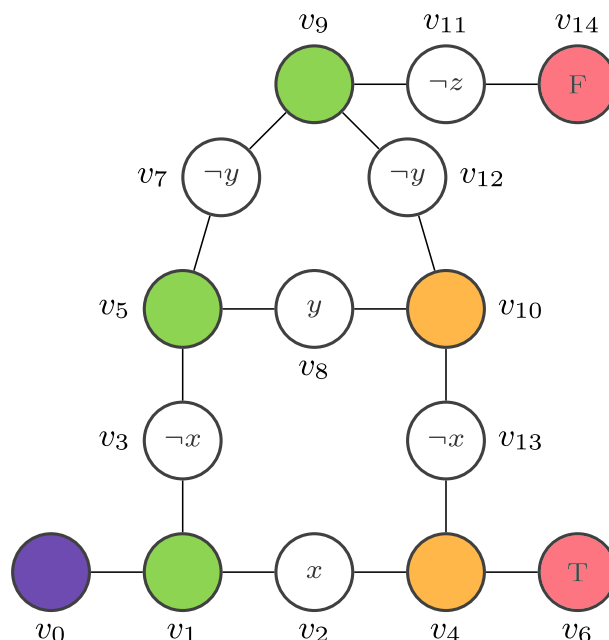 v₉ v₁₁ v₁₄
¬z F
v₇ ¬y ¬y v₁₂
v₅ y v₁₀
v₈
v₃ ¬x ¬x v₁₃
x T
v₀ v₁ v₂ v₄ v₆